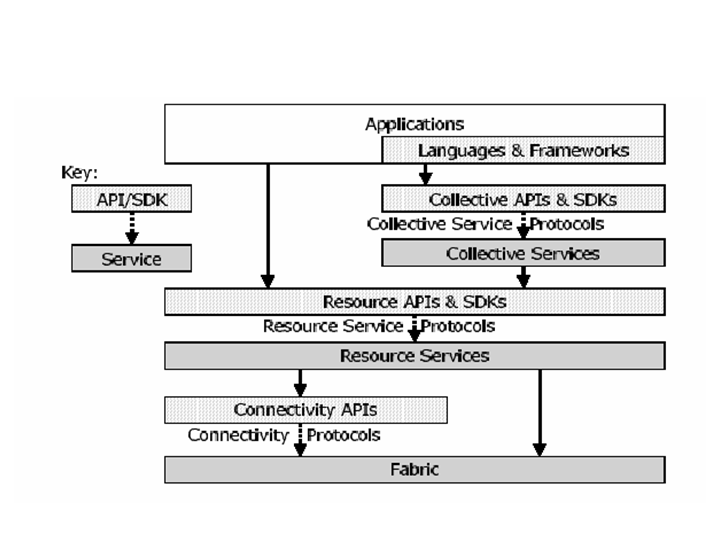 Applications
Languages & Frameworks
Key:
API/SDK
Collective APIs & SDKs
Collective Service Protocols
Service
Collective Services
Resource APIs & SDKs
Resource Service Protocols
Resource Services
Connectivity APIs
Connectivity Protocols
Fabric